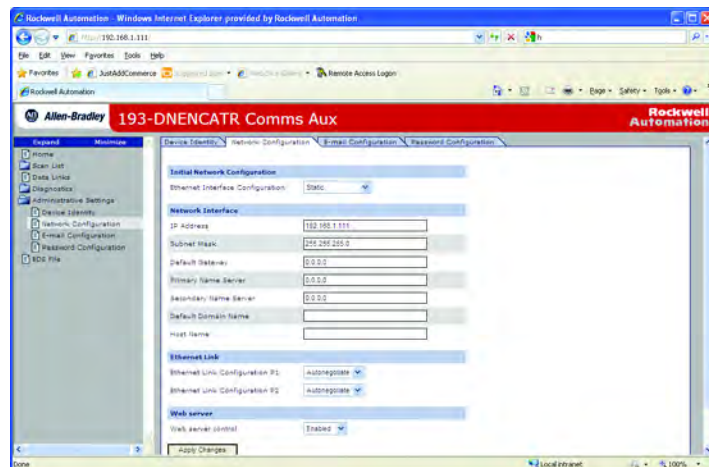 Rockwell Automation - Windows Internet Explorer provided by Rockwell Automation
192.168.1.111
File Edit View Favorites Tools Help
Favorites JustAddCommerce Remote Access Logon
Rockwell Automation Page Safety Tools
Allen-Bradley 193-DNENCATR Comms Aux Rockwell Automation
Expand Minimize
Home
Scan List
Data Links
Diagnostics
Administrative Settings
Device Identity
Network Configuration
E-mail Configuration
Password Configuration
EDS File
Device Identity Network Configuration E-mail Configuration Password Configuration
Initial Network Configuration
Ethernet Interface Configuration Static
Network Interface
IP Address 192.168.1.111
Subnet Mask 255.255.255.0
Default Gateway 0.0.0.0
Primary Name Server 0.0.0.0
Secondary Name Server 0.0.0.0
Default Domain Name
Host Name
Ethernet Link
Ethernet Link Configuration P1 Autonegotiate
Ethernet Link Configuration P2 Autonegotiate
Web server
Web server control Enabled
Apply Changes
Done Local intranet 100%